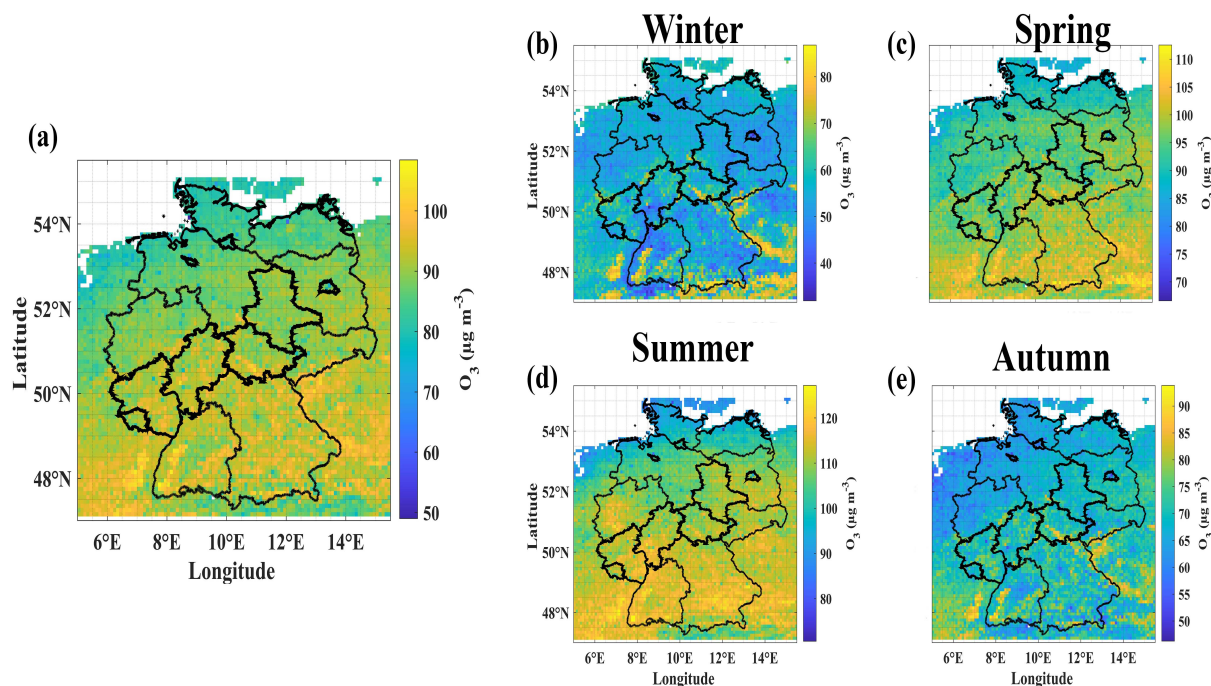 (a)
54°N
52°N
50°N
48°N
Latitude
6°E 8°E 10°E 12°E 14°E
Longitude
100
90
80
70
60
50
O3 (µg m−3)
(b)
Winter
54°N
52°N
50°N
48°N
Latitude
80
70
60
50
40
O3 (µg m−3)
(c)
Spring
110
105
100
95
90
85
80
75
70
(µg m−3)
(d)
Summer
54°N
52°N
50°N
48°N
Latitude
6°E 8°E 10°E 12°E 14°E
Longitude
120
110
100
90
80
O3 (µg m−3)
(e)
Autumn
6°E 8°E 10°E 12°E 14°E
Longitude
90
85
80
75
70
65
60
55
50
(µg m−3)